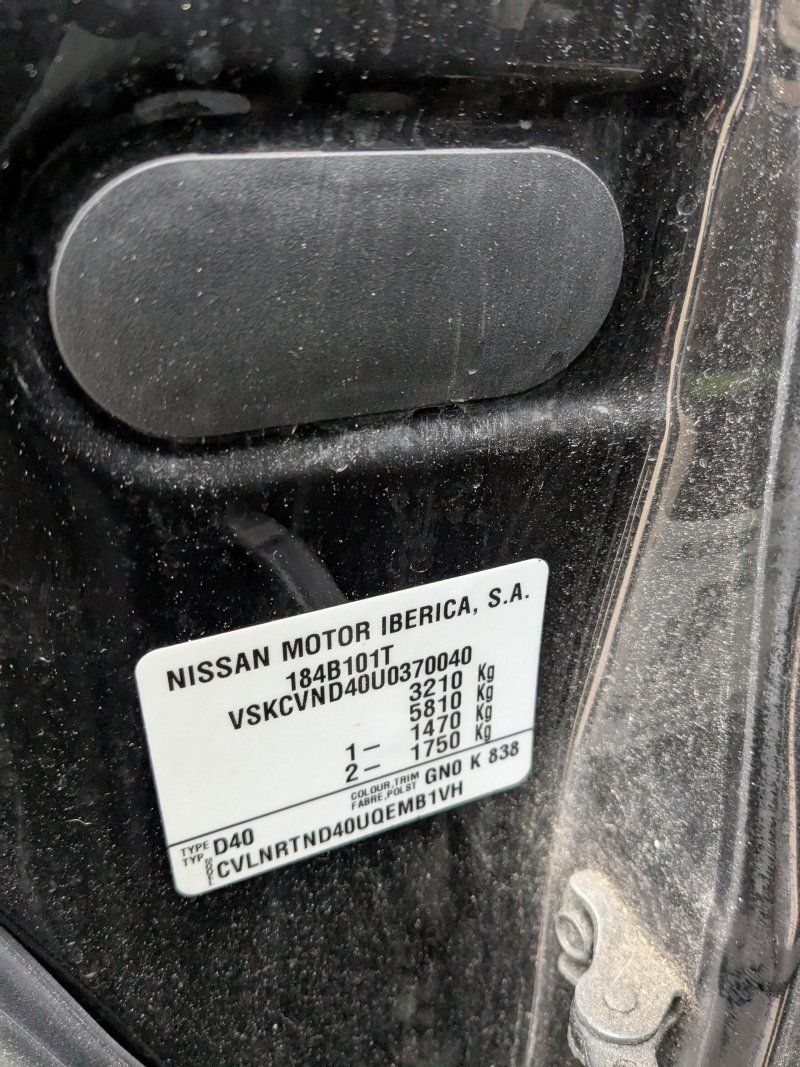 NISSAN MOTOR IBERICA, S.A.
184B101T
VSKCVND40U0370040
3210 Kg
5810 Kg
1 – 1470 Kg
2 – 1750 Kg
COLOUR,TRIM
FABRE,POLST GN0 K 838
TYPE
TYP D40
CVLNRTND40UQEMB1VH